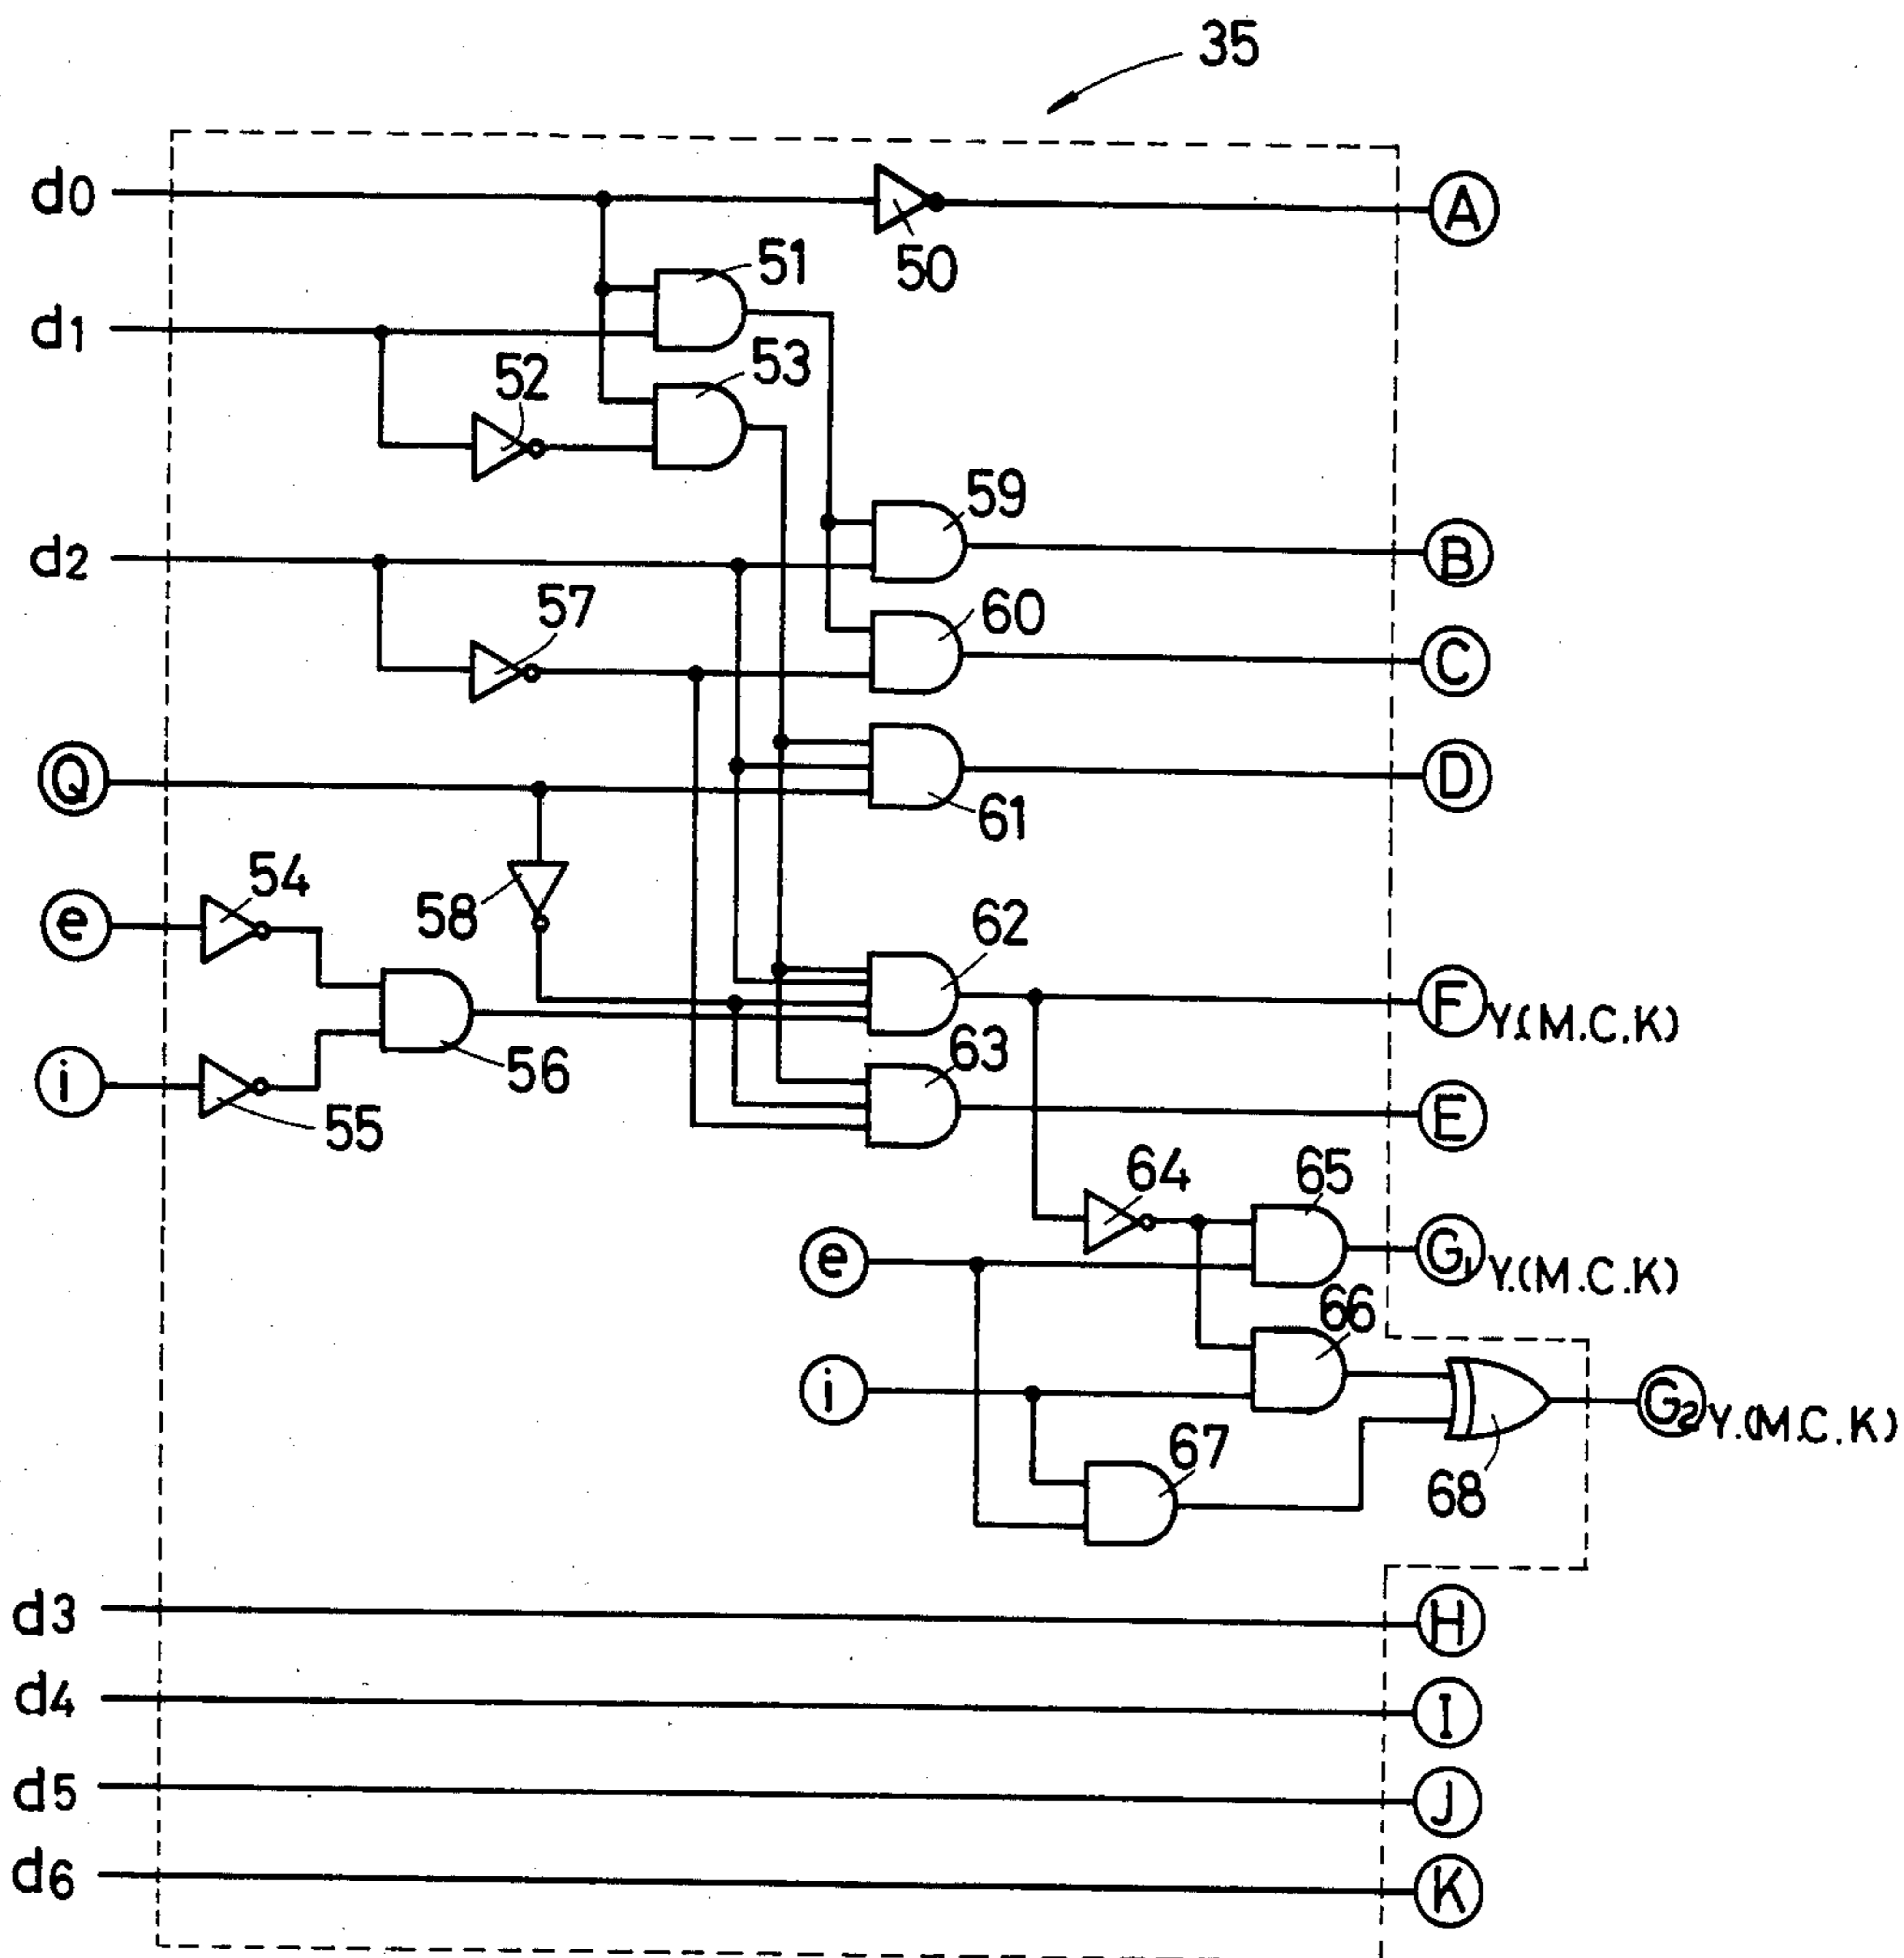 35
d0
A
50
51
d1
52
53
59
B
d2
57
60
C
Q
D
61
54
e
58
62
F Y.(M.C.K)
56
i
55
63
E
64
65
e
G1 Y.(M.C.K)
66
i
G2 Y.(M.C.K)
67
68
d3
H
d4
I
d5
J
d6
K